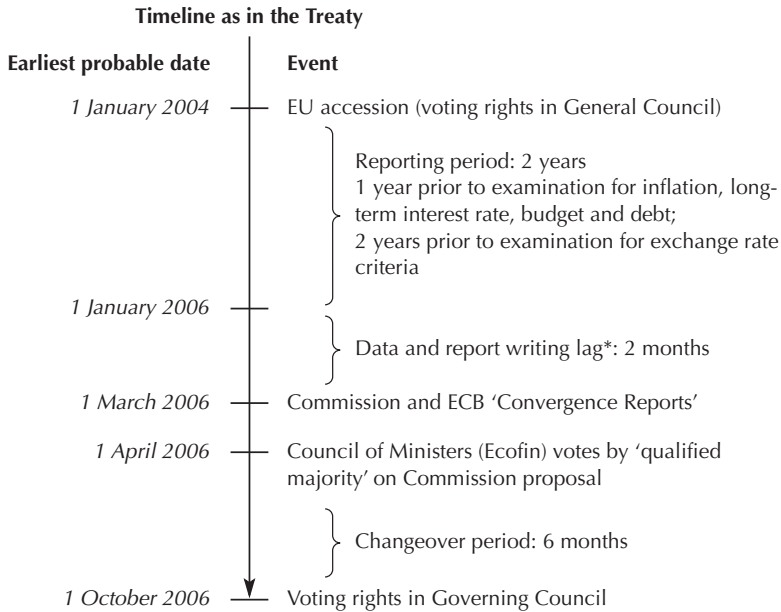 Timeline as in the Treaty
Earliest probable date Event
1 January 2004 EU accession (voting rights in General Council)
Reporting period: 2 years
1 year prior to examination for inflation, long-
term interest rate, budget and debt;
2 years prior to examination for exchange rate
criteria
1 January 2006
Data and report writing lag*: 2 months
1 March 2006 Commission and ECB ‘Convergence Reports’
1 April 2006 Council of Ministers (Ecofin) votes by ‘qualified
majority’ on Commission proposal
Changeover period: 6 months
1 October 2006 Voting rights in Governing Council